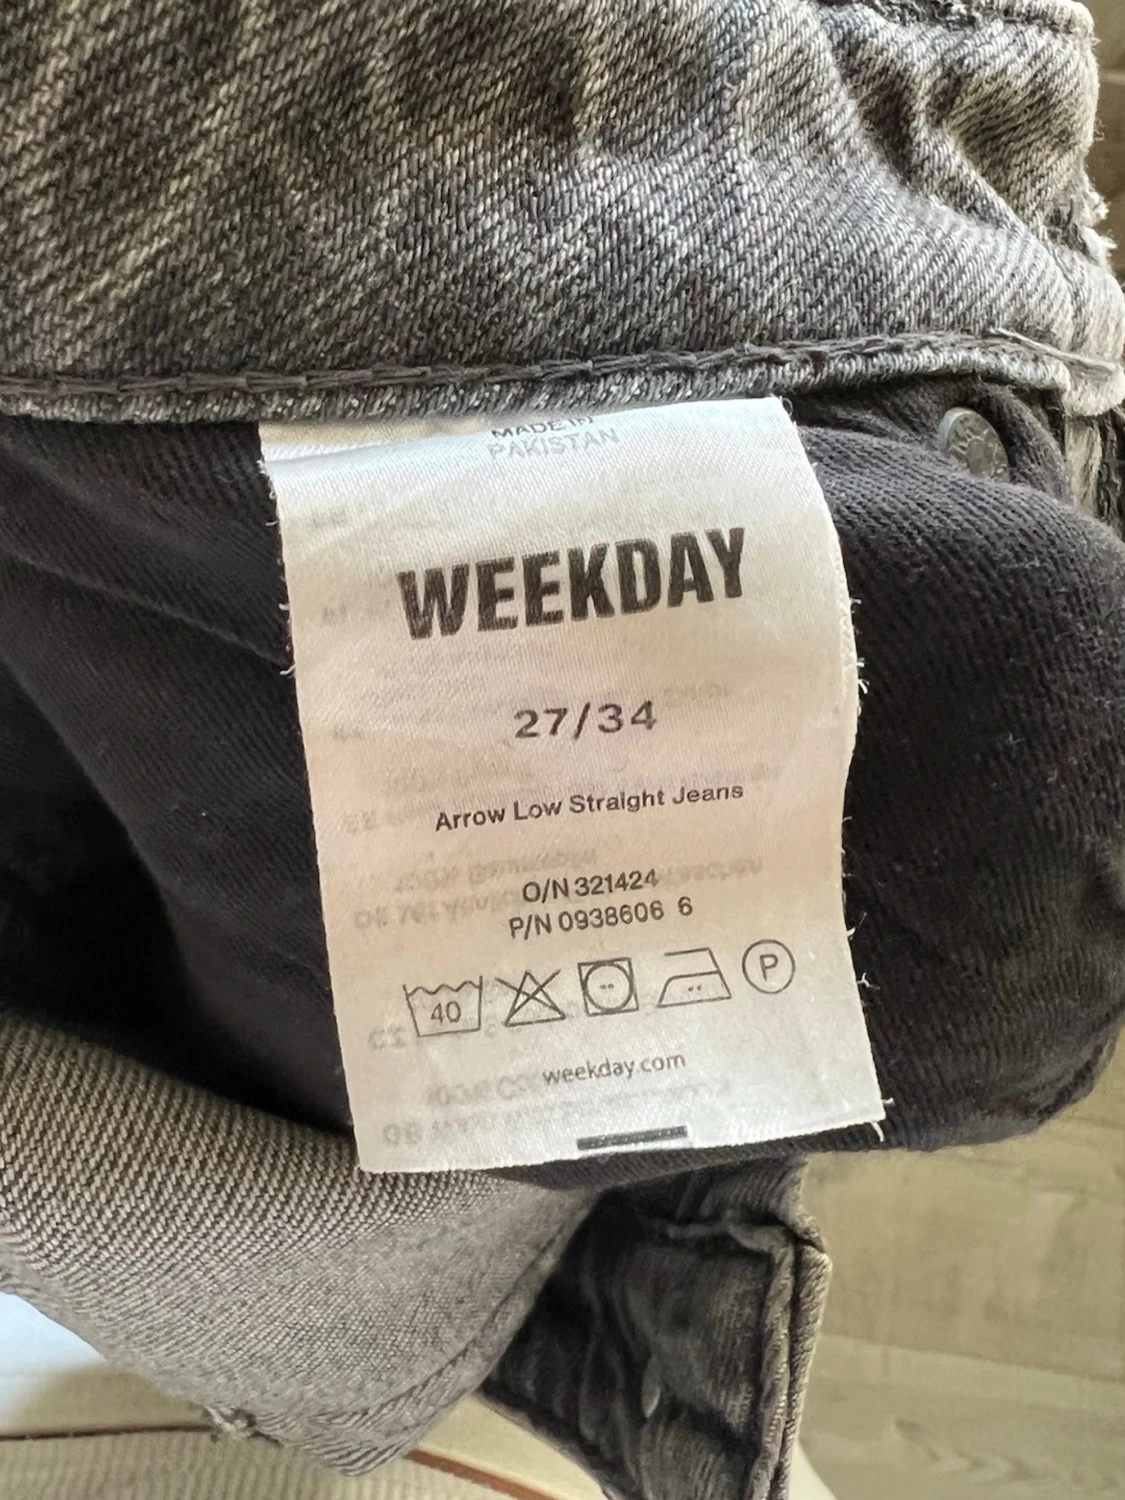 MADE IN
PAKISTAN
WEEKDAY
27/34
Arrow Low Straight Jeans
O/N 321424
P/N 0938606 6
40
P
weekday.com